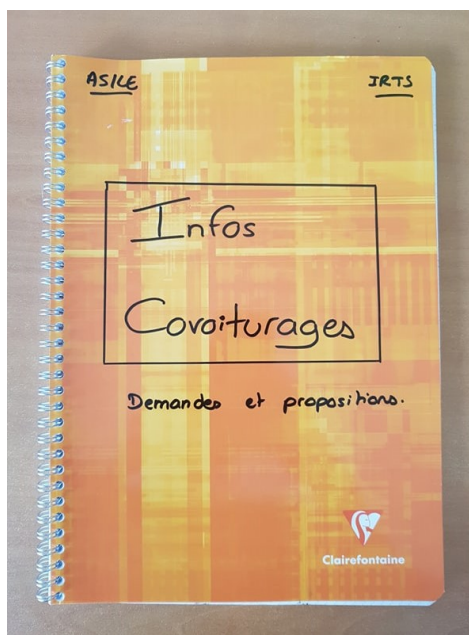 ASILE
IRTS
Infos
Covoiturages
Demandes et propositions.
Clairefontaine